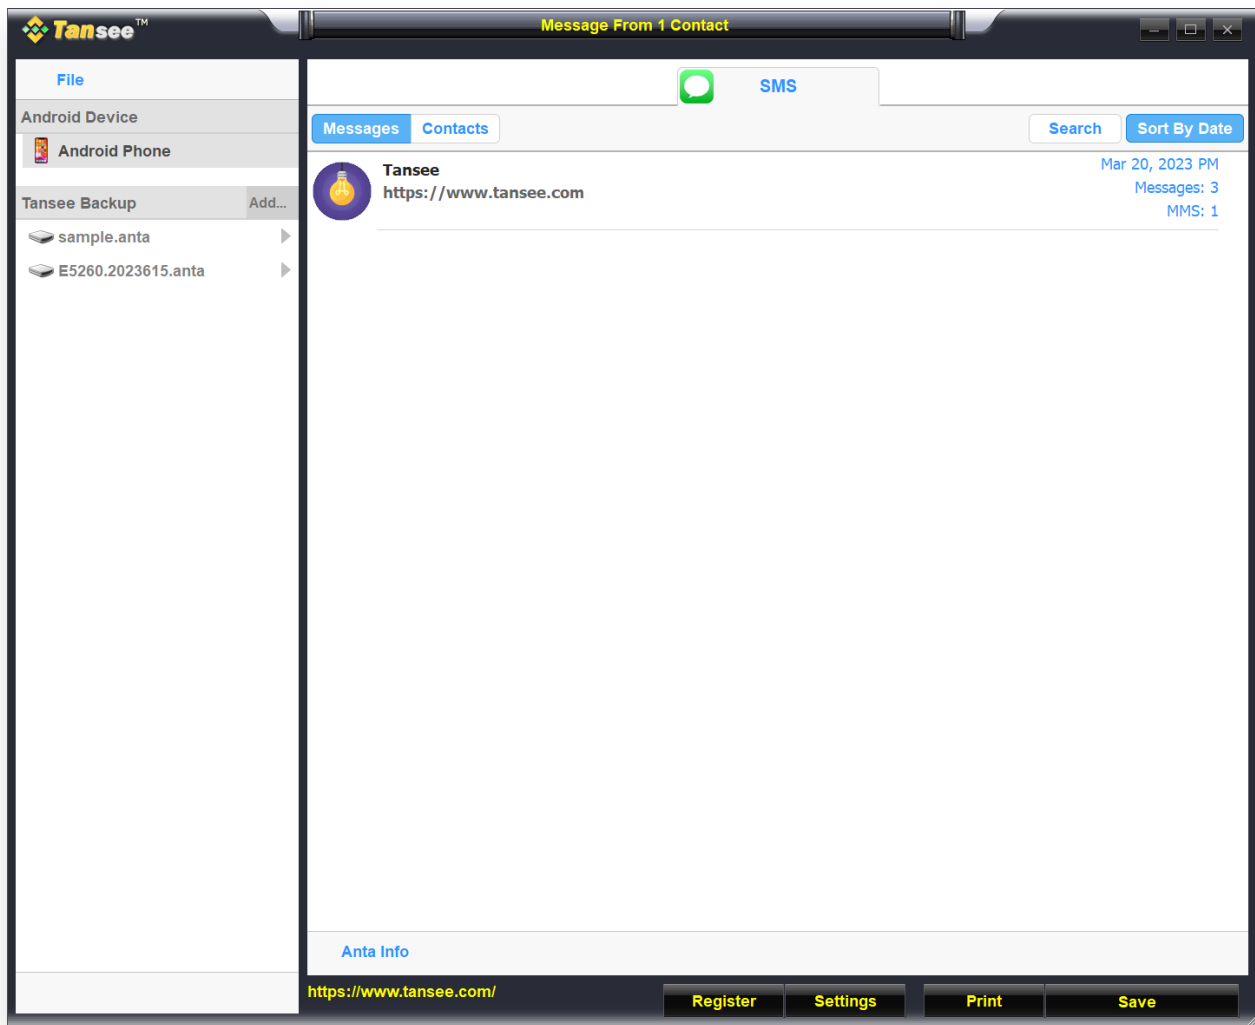 Tansee™
Message From 1 Contact
File
SMS
Android Device
Messages Contacts Search Sort By Date
Android Phone
Tansee
https://www.tansee.com
Mar 20, 2023 PM
Messages: 3
MMS: 1
Tansee Backup Add...
sample.anta
E5260.2023615.anta
Anta Info
https://www.tansee.com/
Register Settings Print Save